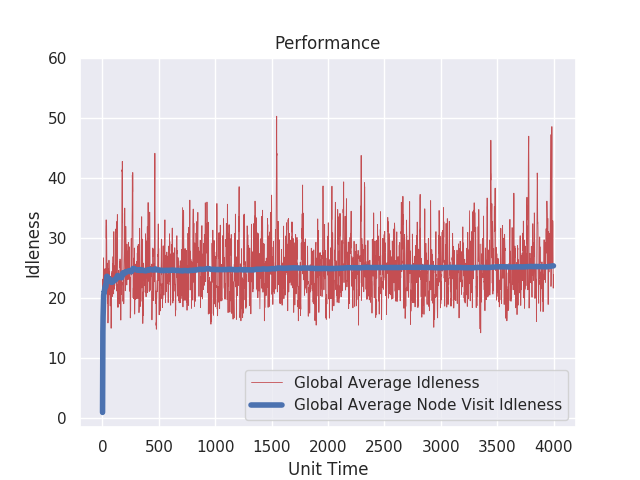 Performance
60
50
40
30
20
10
0
Idleness
Global Average Idleness
Global Average Node Visit Idleness
0 500 1000 1500 2000 2500 3000 3500 4000
Unit Time